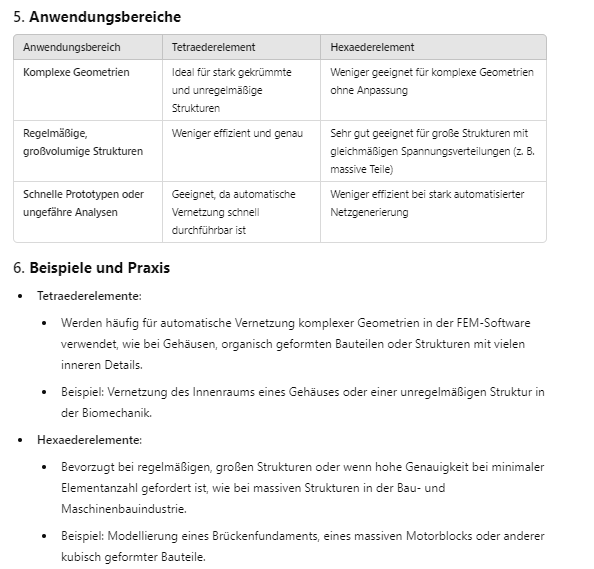 5. Anwendungsbereiche
Anwendungsbereich
Tetraederelement
Hexaederelement
Komplexe Geometrien
Ideal für stark gekrümmte
und unregelmäßige
Strukturen
Weniger geeignet für komplexe Geometrien
ohne Anpassung
Regelmäßige,
großvolumige Strukturen
Weniger effizient und genau
Sehr gut geeignet für große Strukturen mit
gleichmäßigen Spannungsverteilungen (z. B.
massive Teile)
Schnelle Prototypen oder
ungefähre Analysen
Geeignet, da automatische
Vernetzung schnell
durchführbar ist
Weniger effizient bei stark automatisierter
Netzgenerierung
6. Beispiele und Praxis
• Tetraederelemente:
• Werden häufig für automatische Vernetzung komplexer Geometrien in der FEM-Software
verwendet, wie bei Gehäusen, organisch geformten Bauteilen oder Strukturen mit vielen
inneren Details.
• Beispiel: Vernetzung des Innenraums eines Gehäuses oder einer unregelmäßigen Struktur in
der Biomechanik.
• Hexaederelemente:
• Bevorzugt bei regelmäßigen, großen Strukturen oder wenn hohe Genauigkeit bei minimaler
Elementanzahl gefordert ist, wie bei massiven Strukturen in der Bau- und
Maschinenbauindustrie.
• Beispiel: Modellierung eines Brückenfundaments, eines massiven Motorblocks oder anderer
kubisch geformter Bauteile.